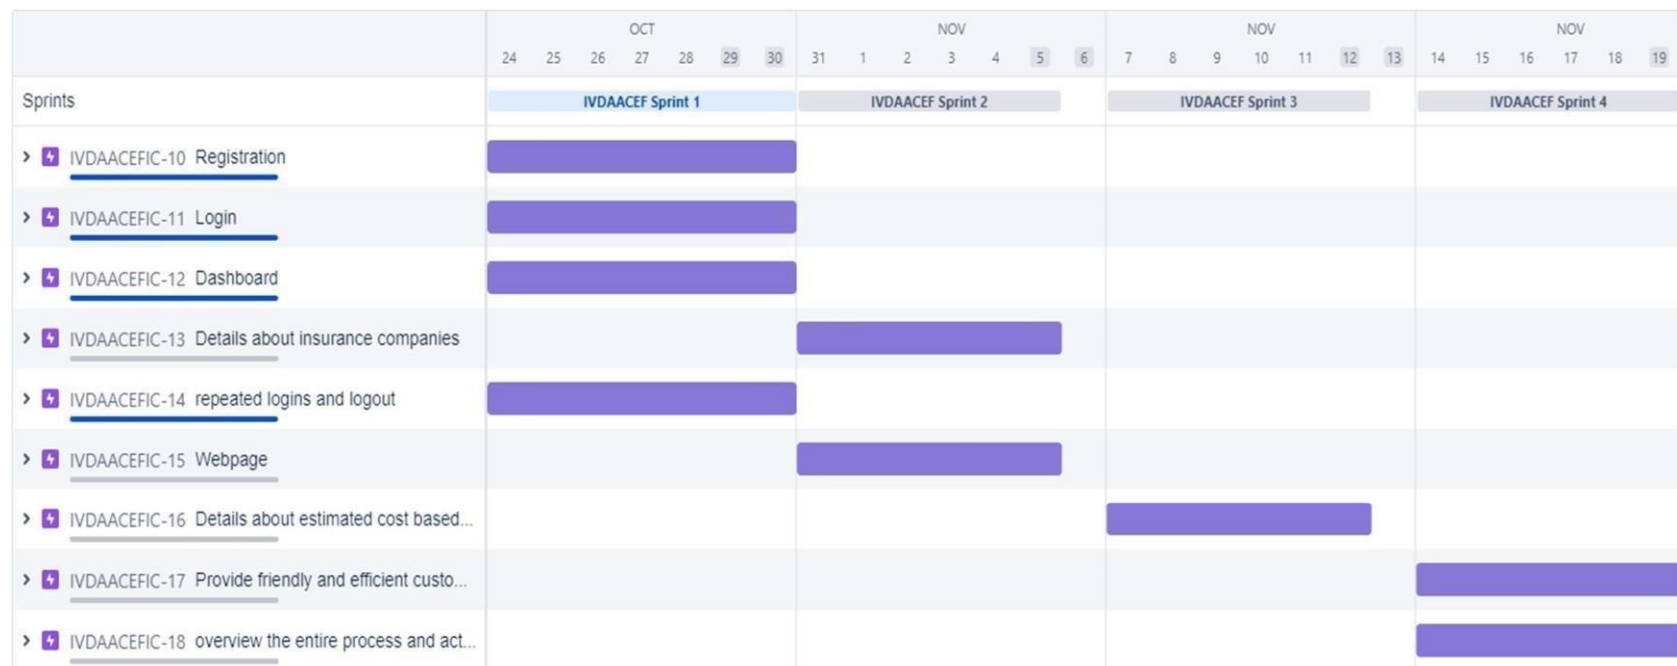 OCT NOV NOV NOV
24 25 26 27 28 29 30 31 1 2 3 4 5 6 7 8 9 10 11 12 13 14 15 16 17 18 19
Sprints IVDAACEF Sprint 1 IVDAACEF Sprint 2 IVDAACEF Sprint 3 IVDAACEF Sprint 4
IVDAACEFIC-10 Registration
IVDAACEFIC-11 Login
IVDAACEFIC-12 Dashboard
IVDAACEFIC-13 Details about insurance companies
IVDAACEFIC-14 repeated logins and logout
IVDAACEFIC-15 Webpage
IVDAACEFIC-16 Details about estimated cost based...
IVDAACEFIC-17 Provide friendly and efficient custo...
IVDAACEFIC-18 overview the entire process and act...